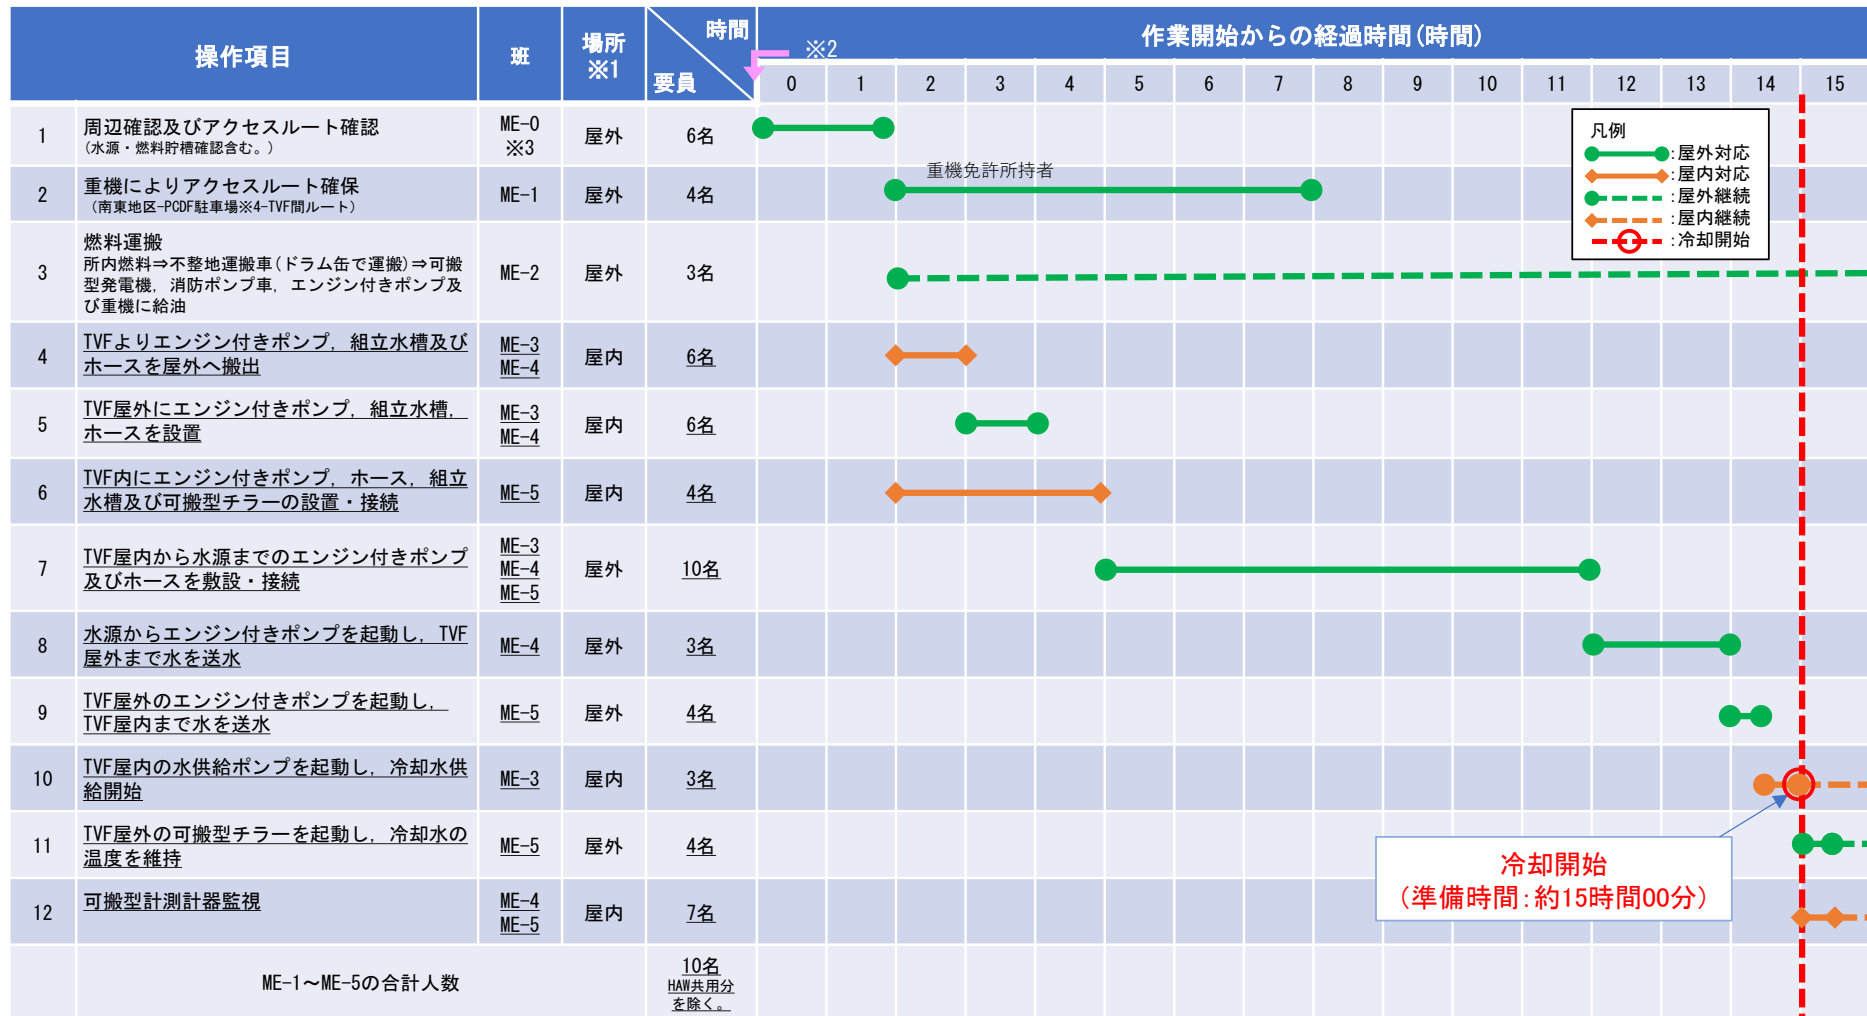 操作項目
班
場所
※1
時間
要員
※2
作業開始からの経過時間(時間)
0 1 2 3 4 5 6 7 8 9 10 11 12 13 14 15
1
周辺確認及びアクセスルート確認
(水源・燃料貯槽確認含む。)
ME-0
※3
屋外
6名
2
重機によりアクセスルート確保
(南東地区-PCDF駐車場※4-TVF間ルート)
ME-1
屋外
4名
重機免許所持者
3
燃料運搬
所内燃料⇒不整地運搬車(ドラム缶で運搬)⇒可搬
型発電機, 消防ポンプ車, エンジン付きポンプ及
び重機に給油
ME-2
屋外
3名
4
TVFよりエンジン付きポンプ, 組立水槽及び
ホースを屋外へ搬出
ME-3
ME-4
屋内
6名
5
TVF屋外にエンジン付きポンプ, 組立水槽,
ホースを設置
ME-3
ME-4
屋内
6名
6
TVF内にエンジン付きポンプ, ホース, 組立
水槽及び可搬型チラーの設置・接続
ME-5
屋内
4名
7
TVF屋内から水源までのエンジン付きポンプ
及びホースを敷設・接続
ME-3
ME-4
ME-5
屋外
10名
8
水源からエンジン付きポンプを起動し, TVF
屋外まで水を送水
ME-4
屋外
3名
9
TVF屋外のエンジン付きポンプを起動し,
TVF屋内まで水を送水
ME-5
屋外
4名
10
TVF屋内の水供給ポンプを起動し, 冷却水供
給開始
ME-3
屋内
3名
11
TVF屋外の可搬型チラーを起動し, 冷却水の
温度を維持
ME-5
屋外
4名
12
可搬型計測計器監視
ME-4
ME-5
屋内
7名
ME-1～ME-5の合計人数
10名
HAW共用分
を除く。
凡例
:屋外対応
:屋内対応
:屋外継続
:屋内継続
:冷却開始
冷却開始
(準備時間:約15時間00分)